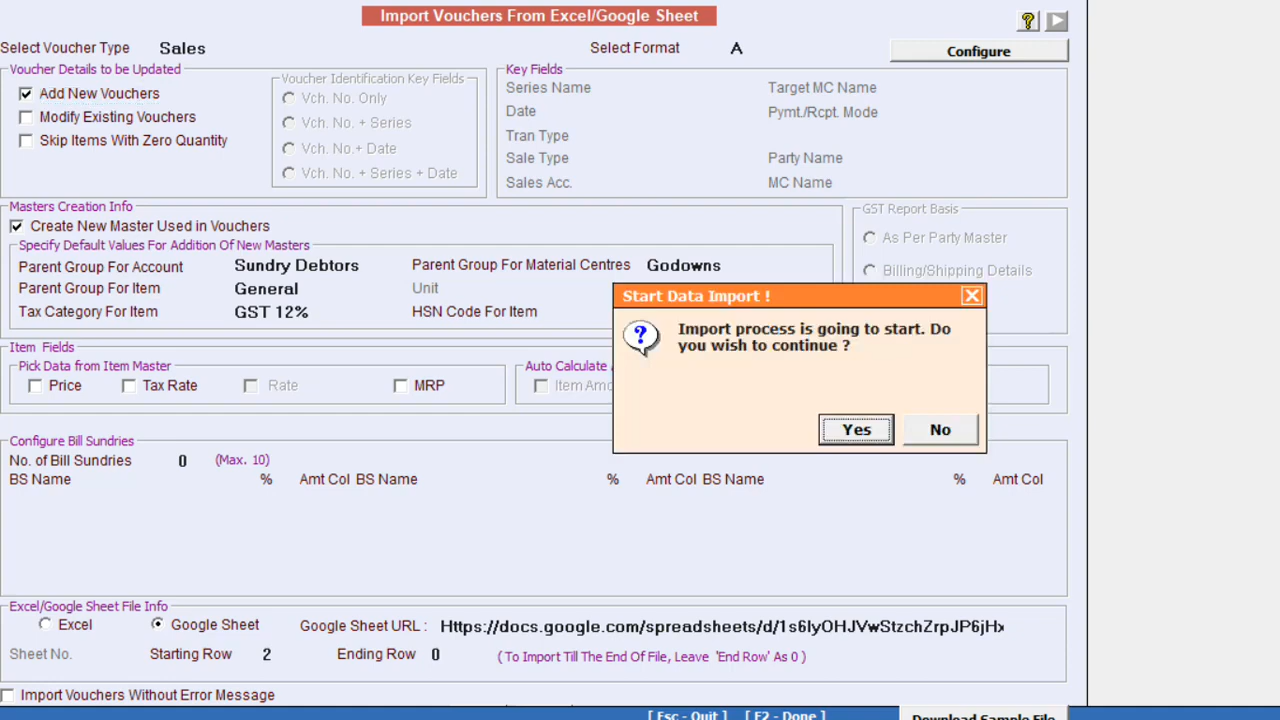 Import Vouchers From Excel/Google Sheet
Select Voucher Type Sales Select Format A Configure
Voucher Details to be Updated
Add New Vouchers
Modify Existing Vouchers
Skip Items With Zero Quantity
Voucher Identification Key Fields
Vch. No. Only
Vch. No. + Series
Vch. No.+ Date
Vch. No. + Series + Date
Key Fields
Series Name Target MC Name
Date Pymt./Rcpt. Mode
Tran Type
Sale Type Party Name
Sales Acc. MC Name
Masters Creation Info
Create New Master Used in Vouchers
Specify Default Values For Addition Of New Masters
Parent Group For Account Sundry Debtors Parent Group For Material Centres Godowns
Parent Group For Item General Unit
Tax Category For Item GST 12% HSN Code For Item
GST Report Basis
As Per Party Master
Billing/Shipping Details
Start Data Import !
Import process is going to start. Do
you wish to continue ?
Yes No
Item Fields
Pick Data from Item Master
Price Tax Rate Rate MRP
Auto Calculate
Item
Configure Bill Sundries
No. of Bill Sundries 0 (Max. 10)
BS Name % Amt Col BS Name % Amt Col BS Name % Amt Col
Excel/Google Sheet File Info
Excel Google Sheet Google Sheet URL : Https://docs.google.com/spreadsheets/d/1s6IyOHJVwStzchZrpJP6jHx
Sheet No. Starting Row 2 Ending Row 0 ( To Import Till The End Of File, Leave 'End Row' As 0 )
Import Vouchers Without Error Message
[ Esc - Quit ] [ F2 - Done ] Download Sample File